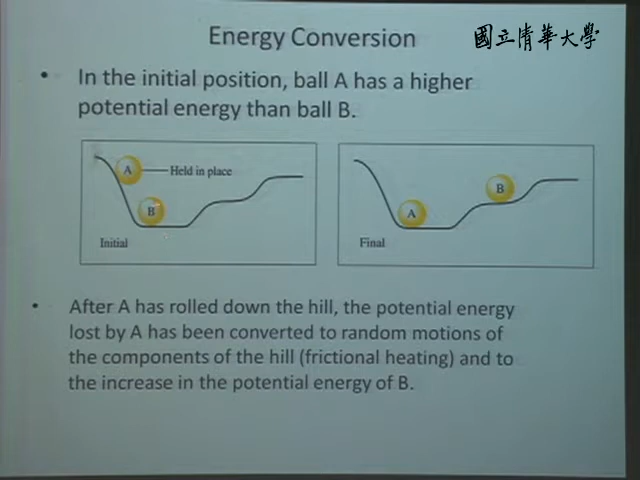 Energy Conversion
國立清華大學
• In the initial position, ball A has a higher
potential energy than ball B.
A
Held in place
B
Initial
B
A
Final
• After A has rolled down the hill, the potential energy
lost by A has been converted to random motions of
the components of the hill (frictional heating) and to
the increase in the potential energy of B.